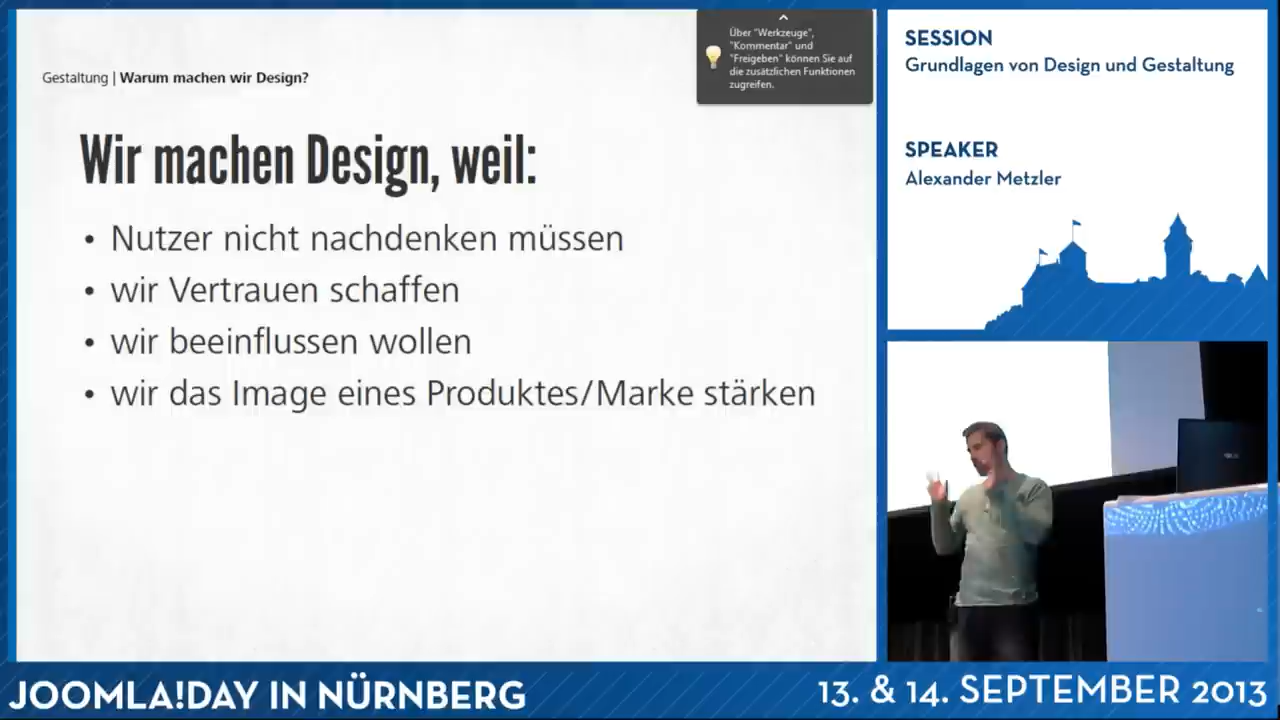 Gestaltung | Warum machen wir Design?
Wir machen Design, weil:
• Nutzer nicht nachdenken müssen
• wir Vertrauen schaffen
• wir beeinflussen wollen
• wir das Image eines Produktes/Marke stärken
Über "Werkzeuge",
"Kommentar" und
"Freigeben" können Sie auf
die zusätzlichen Funktionen
zugreifen.
SESSION
Grundlagen von Design und Gestaltung
SPEAKER
Alexander Metzler
JOOMLA!DAY IN NÜRNBERG
13. & 14. SEPTEMBER 2013